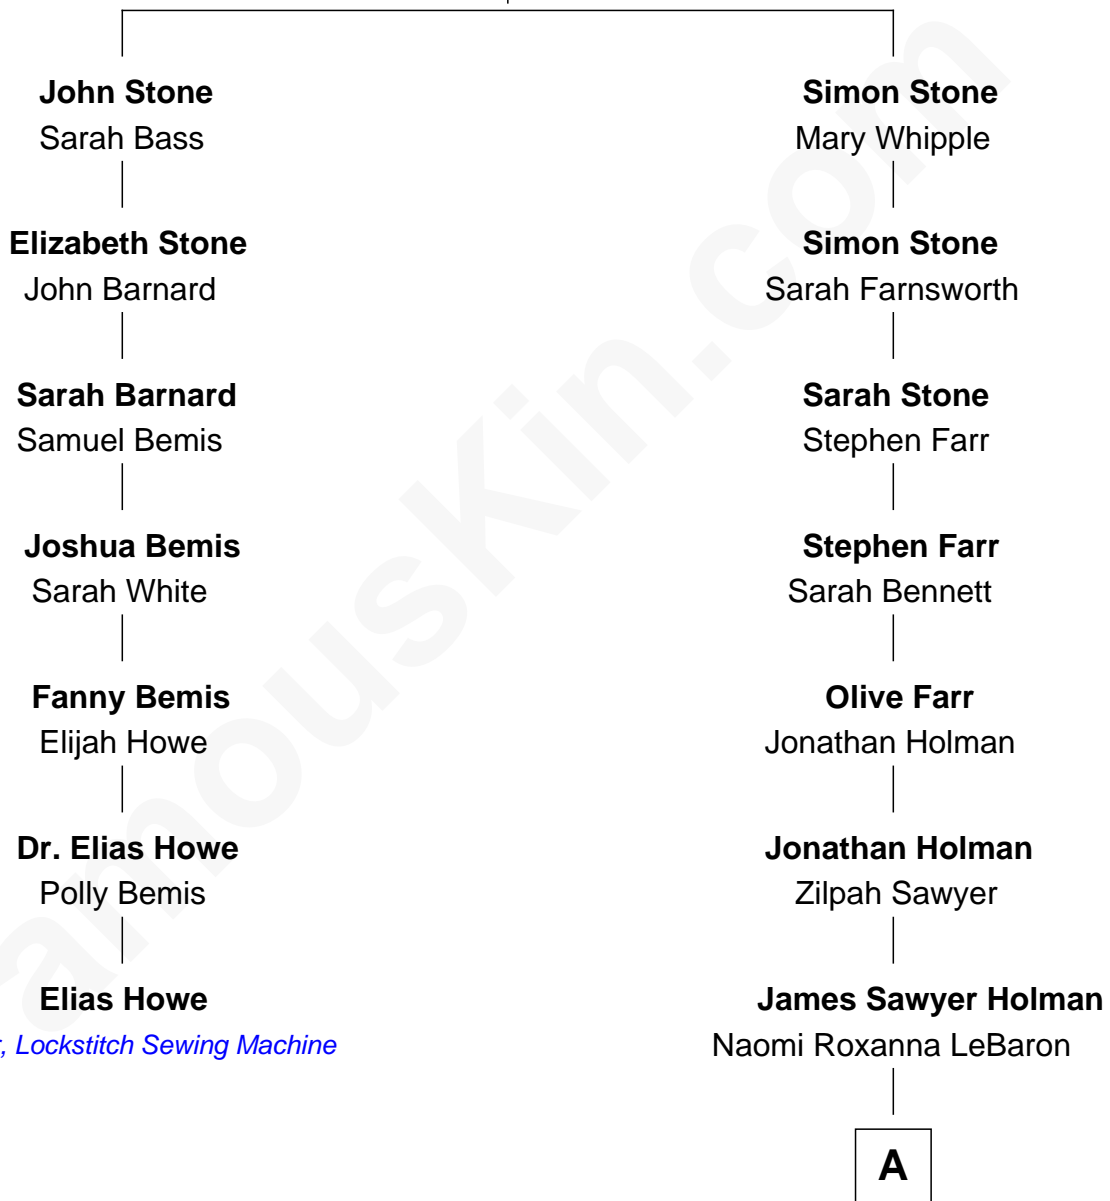 John Stone
Sarah Bass
Simon Stone
Mary Whipple
Elizabeth Stone
John Barnard
Simon Stone
Sarah Farnsworth
Sarah Barnard
Samuel Bemis
Sarah Stone
Stephen Farr
Joshua Bemis
Sarah White
Stephen Farr
Sarah Bennett
Fanny Bemis
Elijah Howe
Olive Farr
Jonathan Holman
Dr. Elias Howe
Polly Bemis
Jonathan Holman
Zilpah Sawyer
Elias Howe
, Lockstitch Sewing Machine
James Sawyer Holman
Naomi Roxanna LeBaron
A
amousKin.com